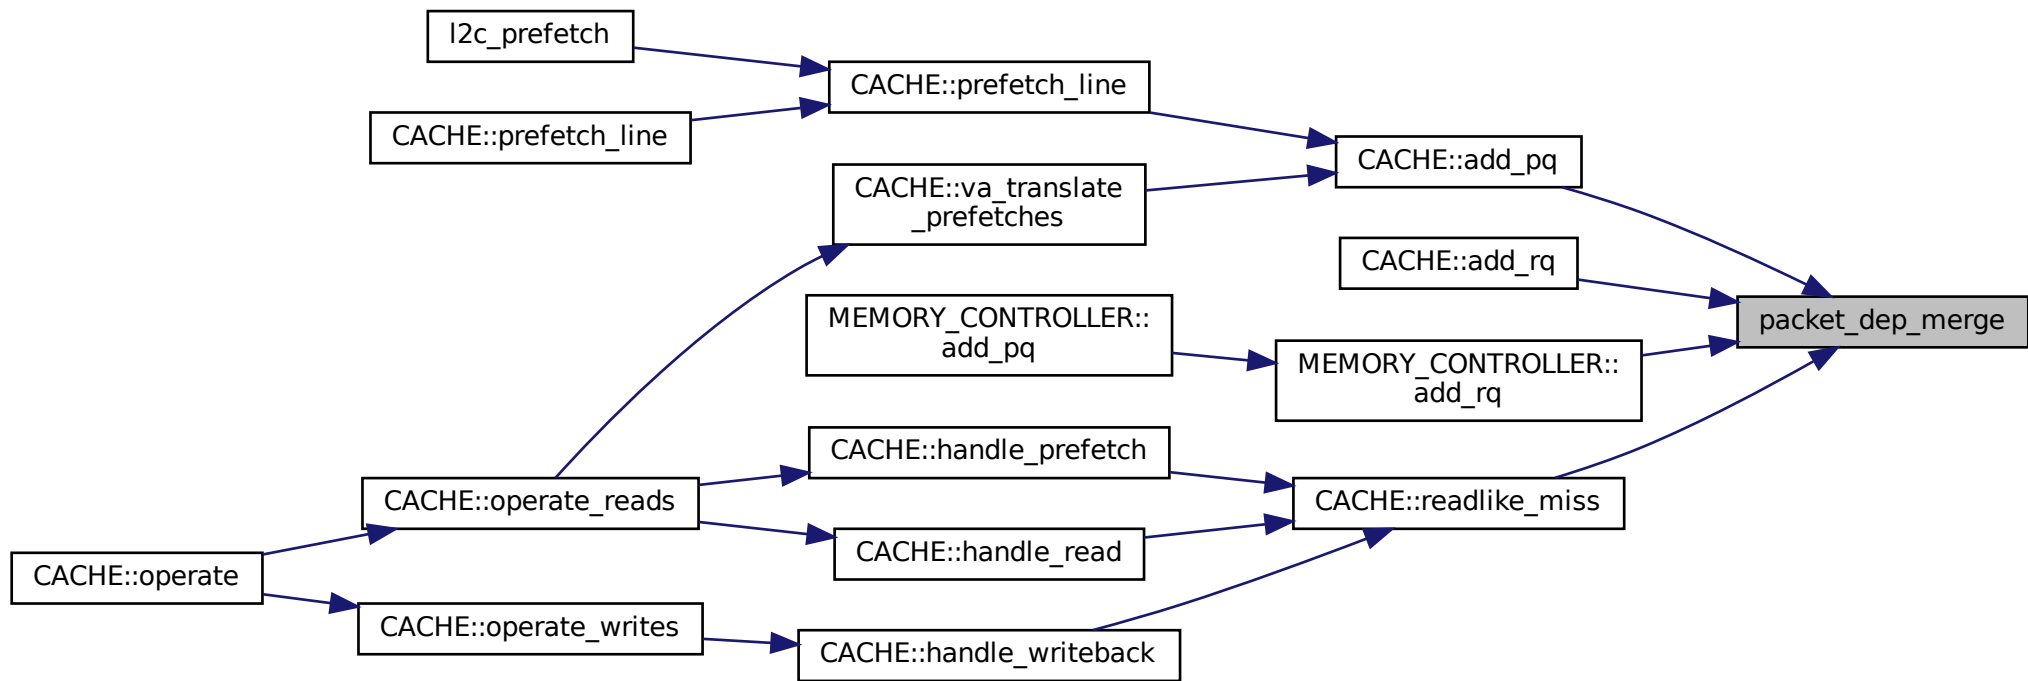 l2c_prefetch
CACHE::prefetch_line
CACHE::prefetch_line
CACHE::add_pq
CACHE::va_translate
_prefetches
CACHE::add_rq
MEMORY_CONTROLLER::
add_pq
packet_dep_merge
MEMORY_CONTROLLER::
add_rq
CACHE::handle_prefetch
CACHE::operate_reads
CACHE::readlike_miss
CACHE::handle_read
CACHE::operate
CACHE::operate_writes
CACHE::handle_writeback